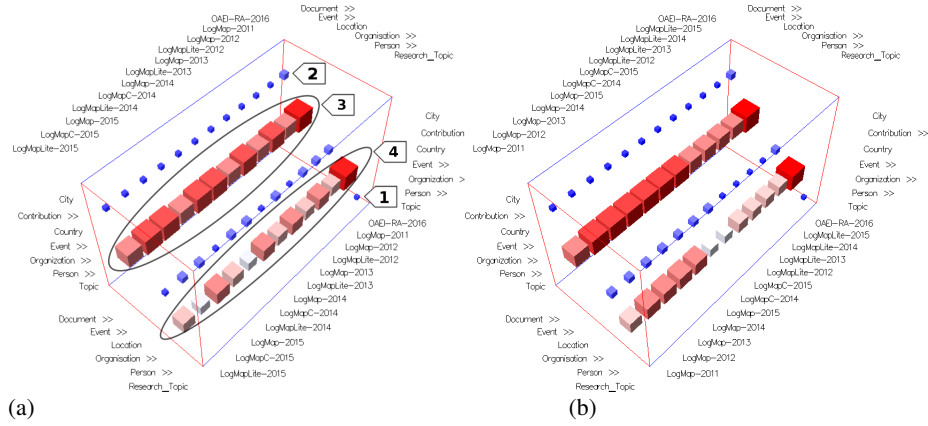 OAEI-RA-2016
LogMap-2011
LogMap-2012
LogMapLite-2012
LogMap-2013
LogMapLite-2013
LogMap-2014
LogMapC-2014
LogMapLite-2014
LogMap-2015
LogMapC-2015
LogMapLite-2015
Document >>
Event >>
Location
Organisation >>
Person >>
Research_Topic
2
3
4
1
City
Contribution >>
Country
Event >>
Organization >>
Person >>
Topic
City
Contribution >>
Country
Event >>
Organization >>
Person >>
Topic
OAEI-RA-2016
LogMap-2011
LogMap-2012
LogMapLite-2012
LogMap-2013
LogMapLite-2013
LogMap-2014
LogMapC-2014
LogMapLite-2014
LogMap-2015
LogMapC-2015
LogMapLite-2015
Document >>
Event >>
Location
Organisation >>
Person >>
Research_Topic
(a)
OAEI-RA-2016
LogMapLite-2015
LogMapLite-2014
LogMapLite-2013
LogMapLite-2012
LogMapC-2015
LogMapC-2014
LogMap-2015
LogMap-2014
LogMap-2013
LogMap-2012
LogMap-2011
Document >>
Event >>
Location
Organisation >>
Person >>
Research_Topic
City
Contribution >>
Country
Event >>
Organization >>
Person >>
Topic
City
Contribution >>
Country
Event >>
Organization >>
Person >>
Topic
OAEI-RA-2016
LogMapLite-2015
LogMapLite-2014
LogMapLite-2013
LogMapLite-2012
LogMapC-2015
LogMapC-2014
LogMap-2015
LogMap-2014
LogMap-2013
LogMap-2012
LogMap-2011
Document >>
Event >>
Location
Organisation >>
Person >>
Research_Topic
(b)